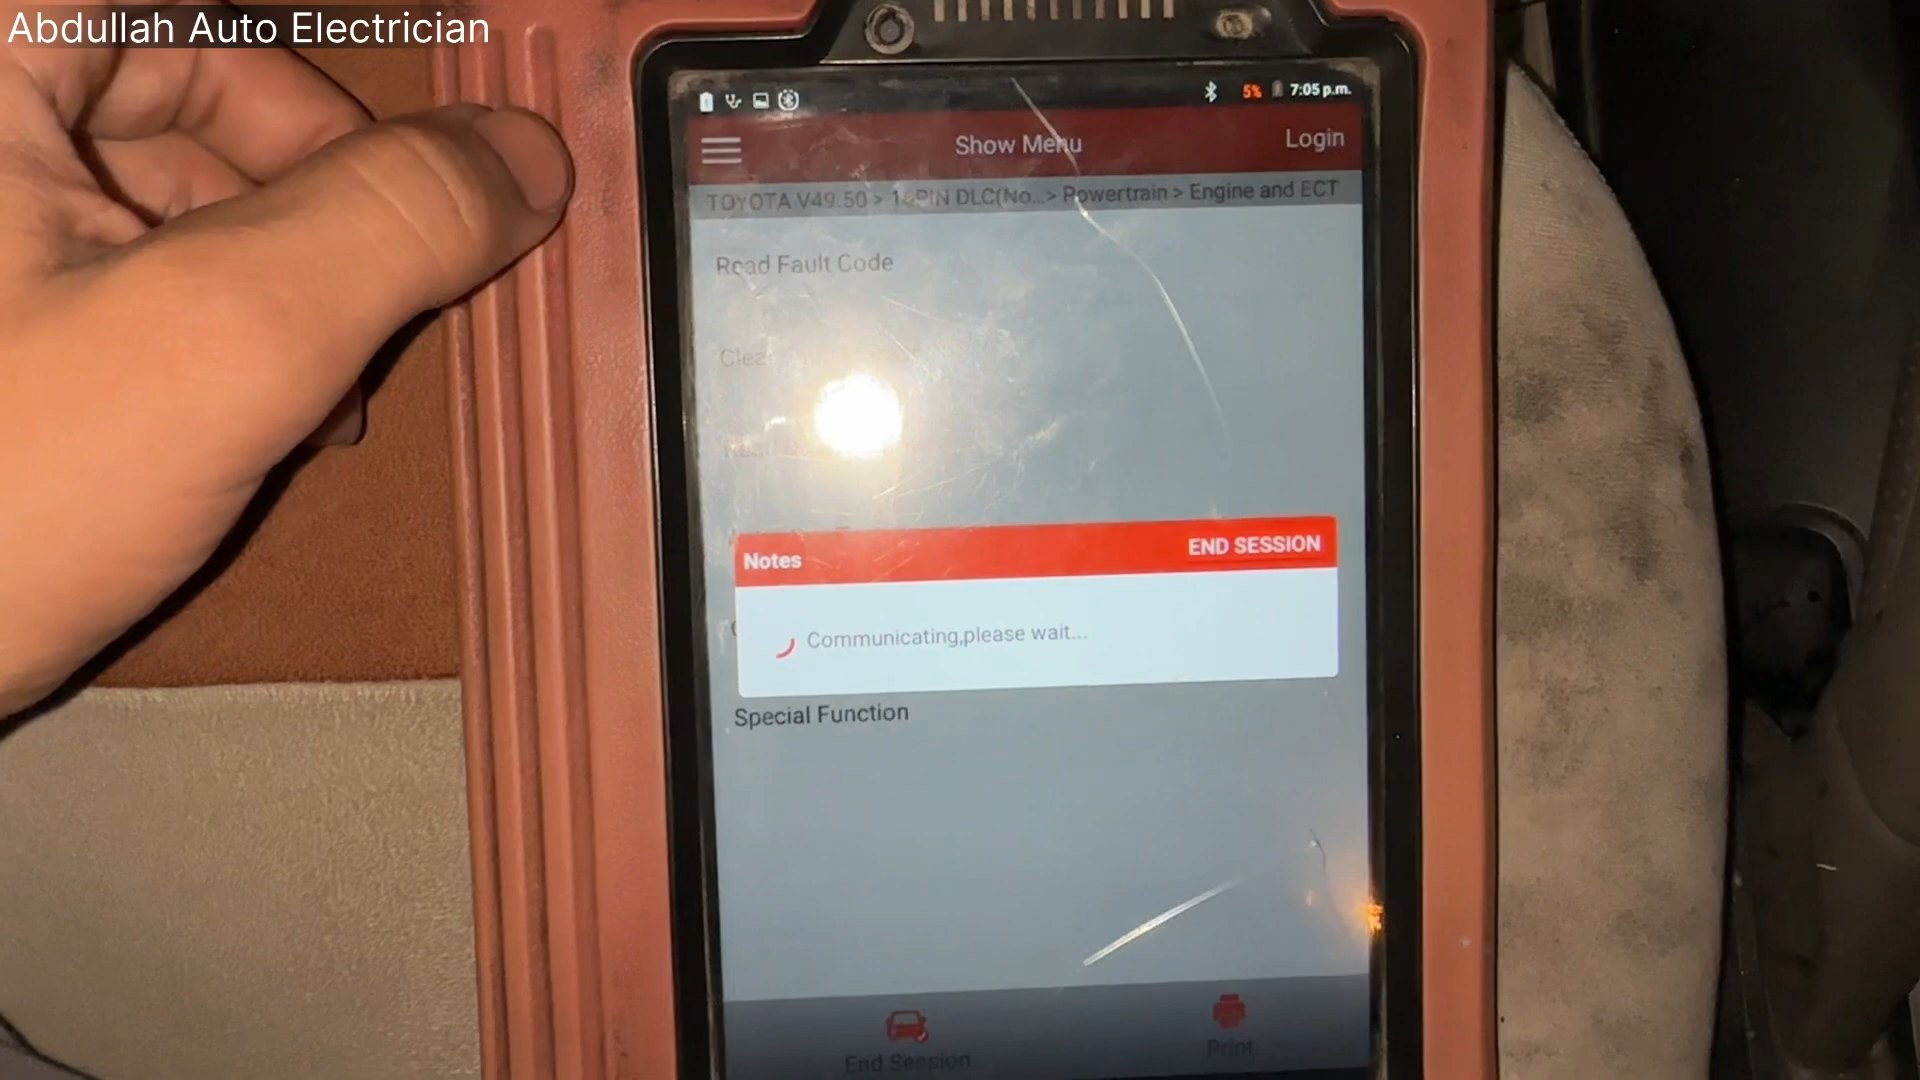 Abdullah Auto Electrician
5% 7:05 p.m.
Show Menu
Login
TOYOTA V49.50 > 16PIN DLC(No...> Powertrain > Engine and ECT
Read Fault Code
Notes
END SESSION
Communicating,please wait...
Special Function
End Session
Print